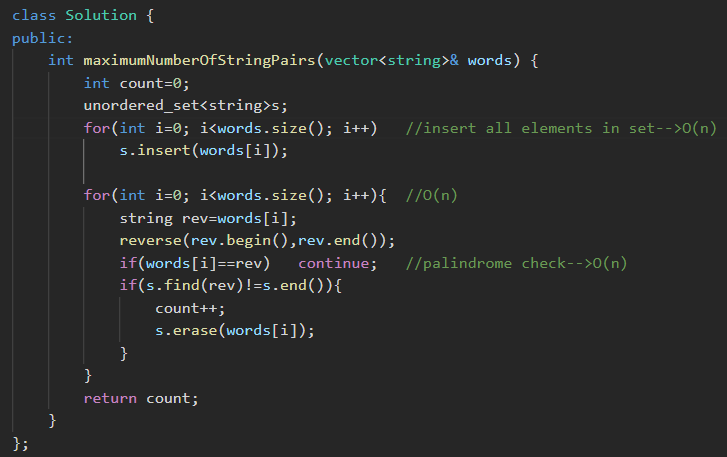 class Solution {
public:
    int maximumNumberOfStringPairs(vector<string>& words) {
        int count=0;
        unordered_set<string>s;
        for(int i=0; i<words.size(); i++)   //insert all elements in set-->O(n)
            s.insert(words[i]);
        for(int i=0; i<words.size(); i++){  //O(n)
            string rev=words[i];
            reverse(rev.begin(),rev.end());
            if(words[i]==rev)   continue;   //palindrome check-->O(n)
            if(s.find(rev)!=s.end()){
                count++;
                s.erase(words[i]);
            }
        }
        return count;
    }
};